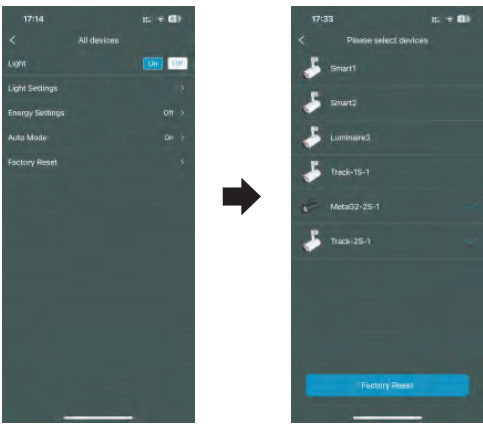 17:14
All devices
Light On Off
Light Settings
Energy Settings Off
Auto Mode On
Factory Reset
17:33
Please select devices
Smart1
Smart2
Luminaire3
Track-1S-1
MetaG2-2S-1
Track-2S-1
Factory Reset